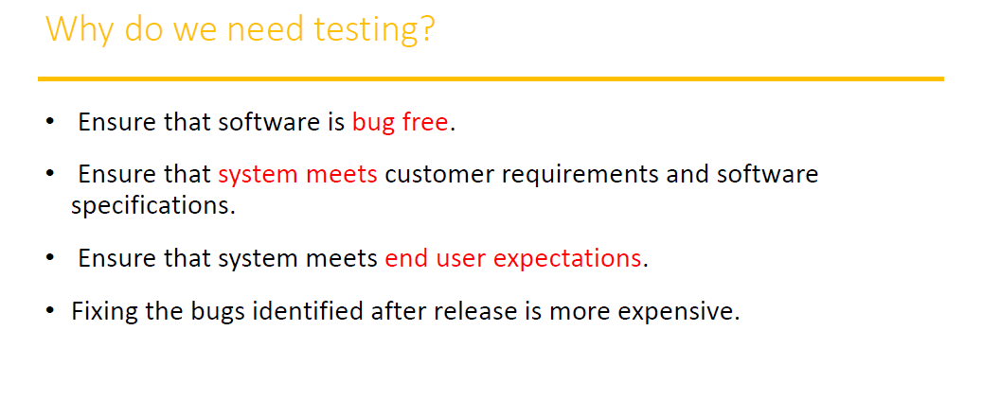 Why do we need testing?
• Ensure that software is bug free.
• Ensure that system meets customer requirements and software
specifications.
• Ensure that system meets end user expectations.
• Fixing the bugs identified after release is more expensive.